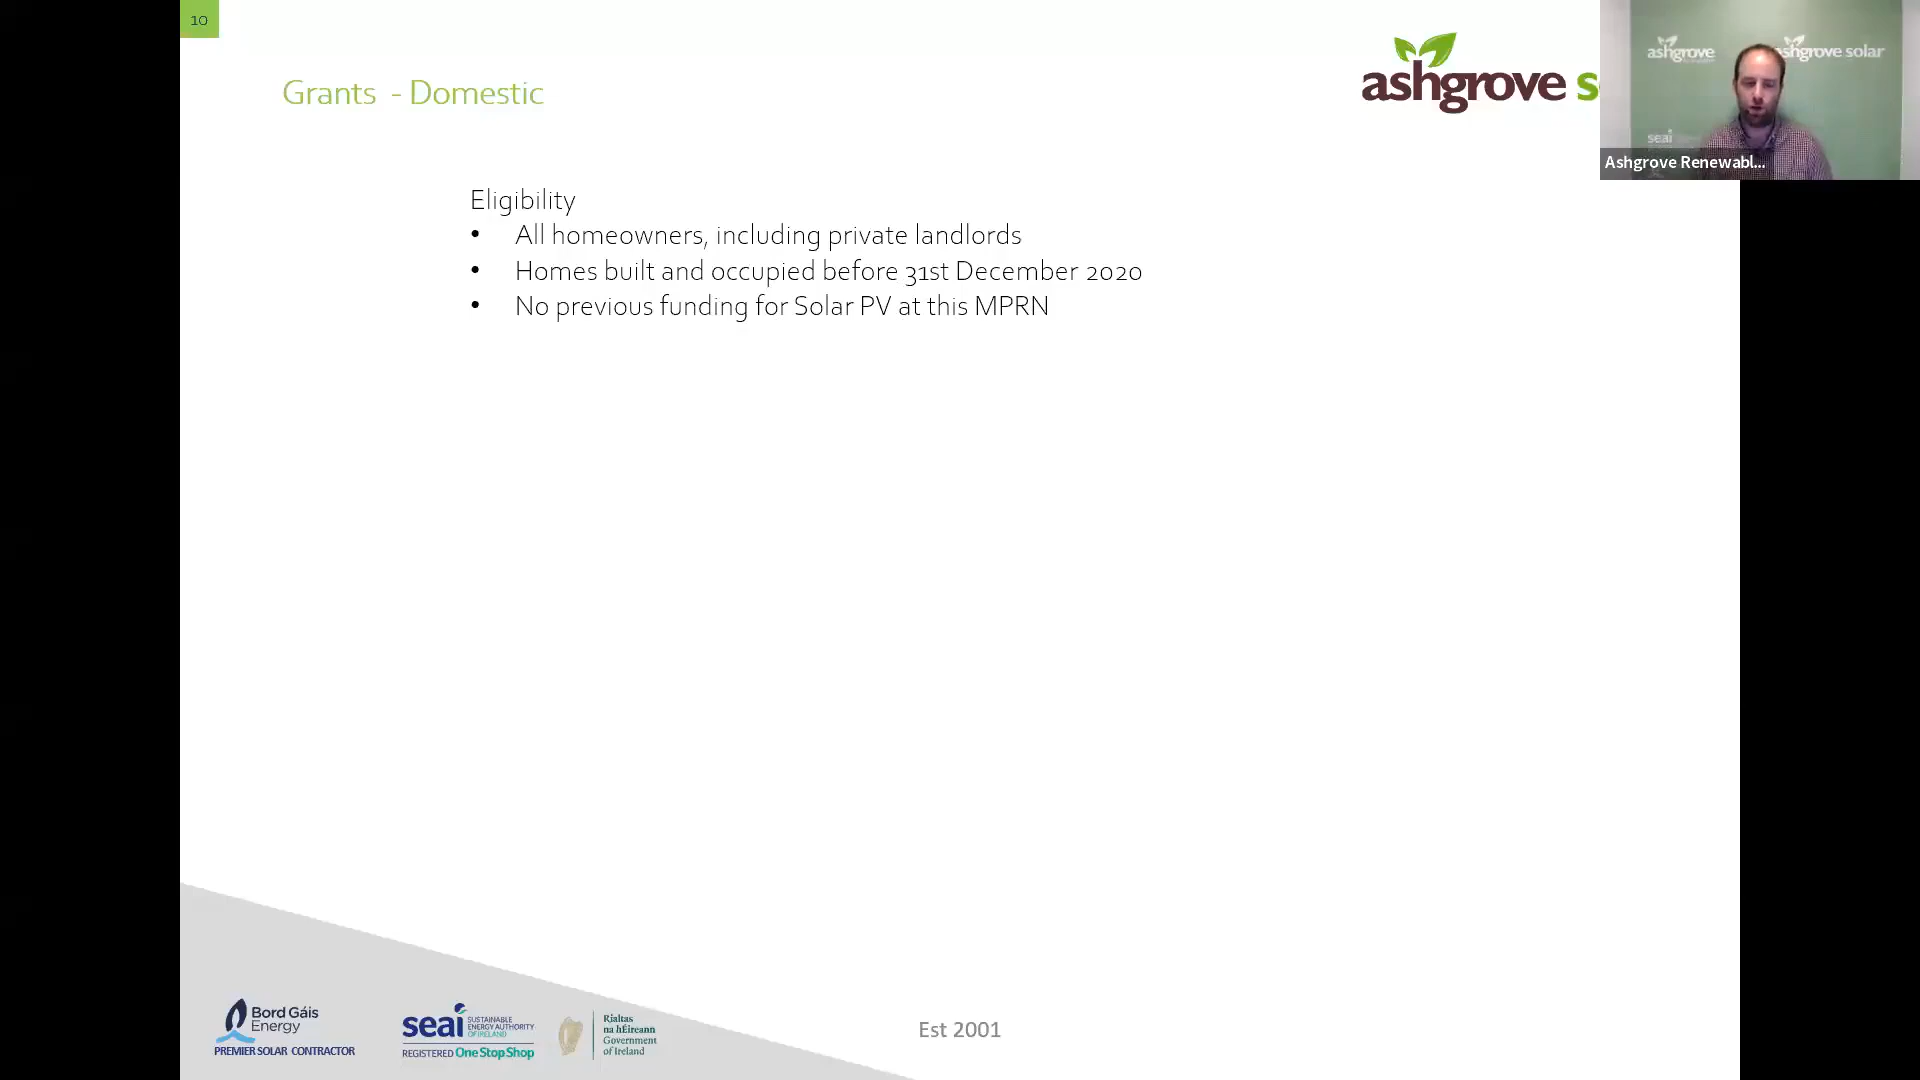 10
Grants - Domestic
ashgrove s
ashgrove
ashgrove solar
seai
Ashgrove Renewabl...
Eligibility
• All homeowners, including private landlords
• Homes built and occupied before 31st December 2020
• No previous funding for Solar PV at this MPRN
Bord Gáis
Energy
PREMIER SOLAR CONTRACTOR
seai SUSTAINABLE
ENERGY AUTHORITY
OF IRELAND
REGISTERED One Stop Shop
Rialtas
na hÉireann
Government
of Ireland
Est 2001